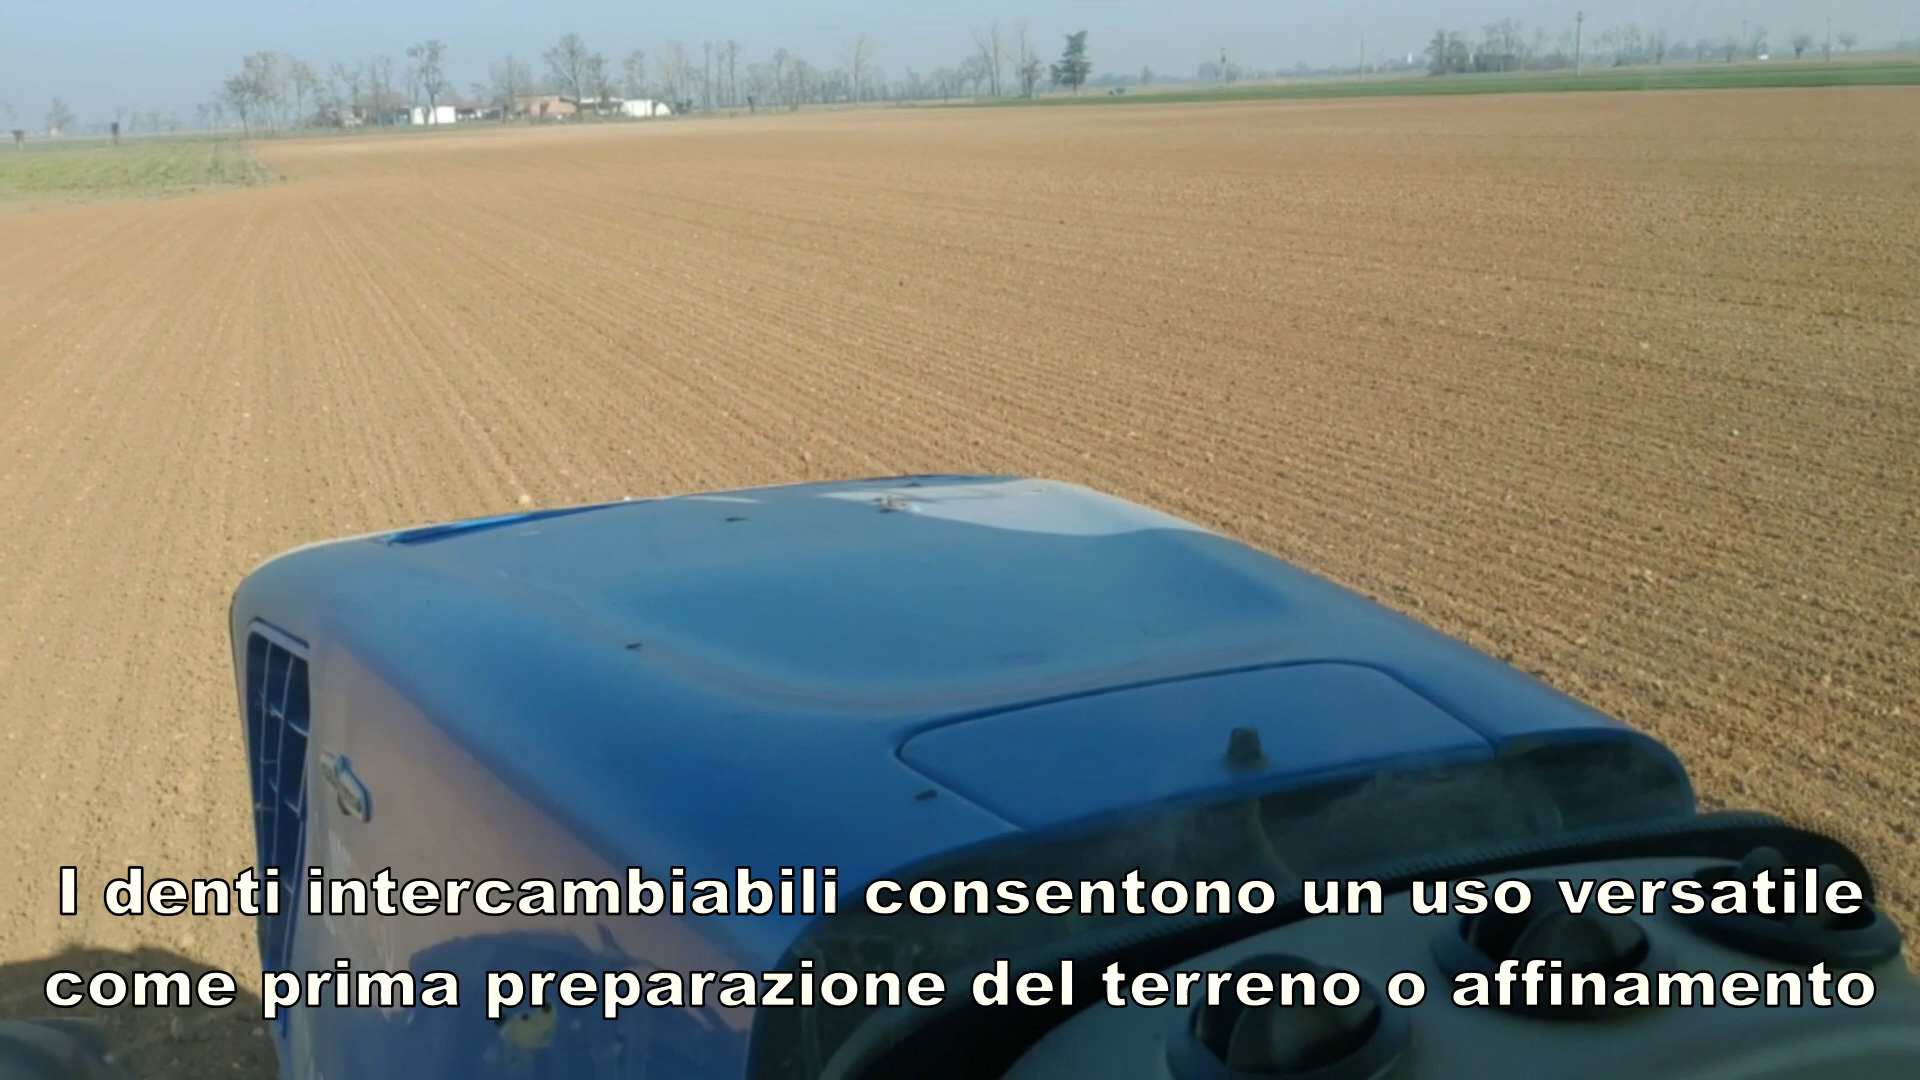 I denti intercambiabili consentono un uso versatile
come prima preparazione del terreno o affinamento